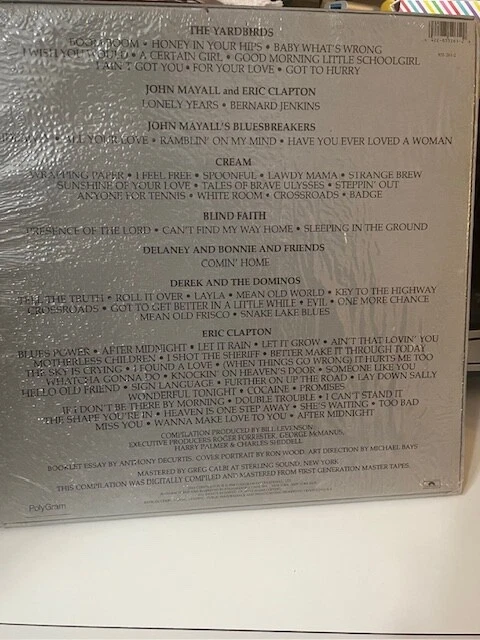 THE YARDBIRDS
BOOM BOOM • HONEY IN YOUR HIPS • BABY WHAT'S WRONG
I WISH YOU WOULD • A CERTAIN GIRL • GOOD MORNING LITTLE SCHOOLGIRL
I AIN'T GOT YOU • FOR YOUR LOVE • GOT TO HURRY
JOHN MAYALL and ERIC CLAPTON
LONELY YEARS • BERNARD JENKINS
JOHN MAYALL'S BLUESBREAKERS
• ALL YOUR LOVE • RAMBLIN' ON MY MIND • HAVE YOU EVER LOVED A WOMAN
CREAM
WRAPPING PAPER • I FEEL FREE • SPOONFUL • LAWDY MAMA • STRANGE BREW
SUNSHINE OF YOUR LOVE • TALES OF BRAVE ULYSSES • STEPPIN' OUT
ANYONE FOR TENNIS • WHITE ROOM • CROSSROADS • BADGE
BLIND FAITH
PRESENCE OF THE LORD • CAN'T FIND MY WAY HOME • SLEEPING IN THE GROUND
DELANEY AND BONNIE AND FRIENDS
COMIN' HOME
DEREK AND THE DOMINOS
TELL THE TRUTH • ROLL IT OVER • LAYLA • MEAN OLD WORLD • KEY TO THE HIGHWAY
CROSSROADS • GOT TO GET BETTER IN A LITTLE WHILE • EVIL • ONE MORE CHANCE
MEAN OLD FRISCO • SNAKE LAKE BLUES
ERIC CLAPTON
BLUES POWER • AFTER MIDNIGHT • LET IT RAIN • LET IT GROW • AIN'T THAT LOVIN' YOU
MOTHERLESS CHILDREN • I SHOT THE SHERIFF • BETTER MAKE IT THROUGH TODAY
THE SKY IS CRYING • I FOUND A LOVE • (WHEN THINGS GO WRONG) IT HURTS ME TOO
WHATCHA GONNA DO • KNOCKIN' ON HEAVEN'S DOOR • SOMEONE LIKE YOU
HELLO OLD FRIEND • SIGN LANGUAGE • FURTHER ON UP THE ROAD • LAY DOWN SALLY
WONDERFUL TONIGHT • COCAINE • PROMISES
IF I DON'T BE THERE BY MORNING • DOUBLE TROUBLE • I CAN'T STAND IT
THE SHAPE YOU'RE IN • HEAVEN IS ONE STEP AWAY • SHE'S WAITING • TOO BAD
MISS YOU • WANNA MAKE LOVE TO YOU • AFTER MIDNIGHT
COMPILATION PRODUCED BY BILL LEVENSON
EXECUTIVE PRODUCERS ROGER FORRESTER, GEORGE McMANUS,
HARRY PALMER & CHARLES SHIDDELL
BOOKLET ESSAY BY ANTHONY DECURTIS. COVER PORTRAIT BY RON WOOD. ART DIRECTION BY MICHAEL BAYS
MASTERED BY GREG CALBI AT STERLING SOUND, NEW YORK
THIS COMPILATION WAS DIGITALLY COMPILED AND MASTERED FROM FIRST GENERATION MASTER TAPES.
PolyGram